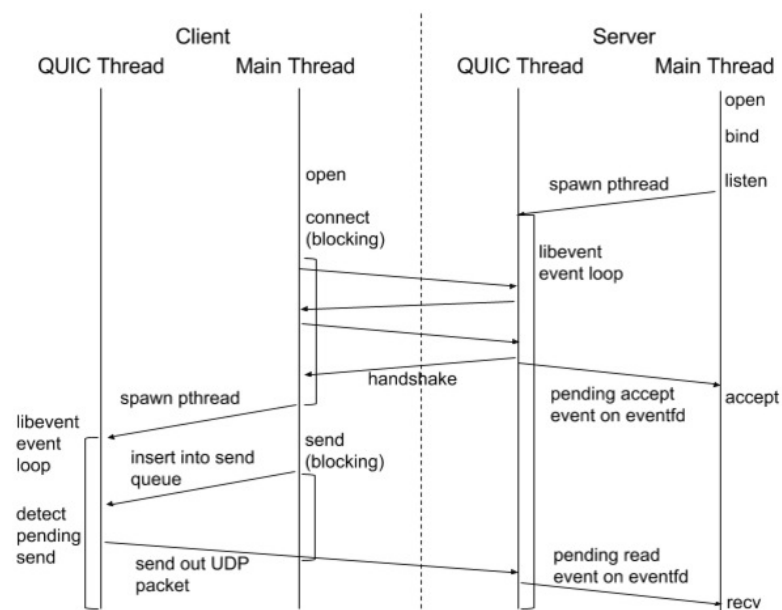 Client
Server
QUIC Thread
Main Thread
QUIC Thread
Main Thread
open
bind
listen
spawn pthread
open
connect
(blocking)
libevent
event loop
handshake
pending accept
event on eventfd
accept
spawn pthread
libevent
event
loop
send
(blocking)
insert into send
queue
detect
pending
send
send out UDP
packet
pending read
event on eventfd
recv